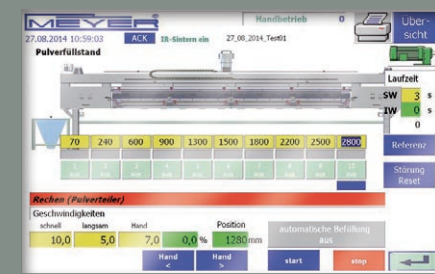 MEYER
Handbetrieb 0
Über-
sicht
27.08.2014 10:59:03 ACK IR-Sintern ein 27_08_2014_Test01
Pulverfüllstand
Laufzeit
SW 3 s
IW 0 s
0
70 240 600 900 1300 1500 1800 2200 2500 2800
Referenz
Störung
Reset
Rechen (Pulverteiler)
Geschwindigkeiten
schnell langsam Hand Position
10,0 5,0 7,0 0,0 % 1280 mm
automatische Befüllung
aus
Hand
<
Hand
>
start stop